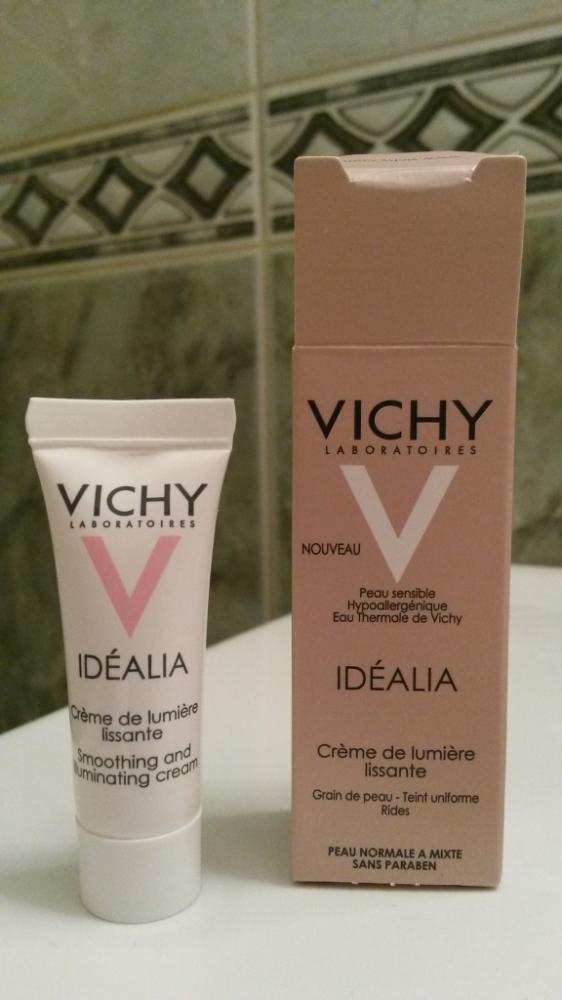 VICHY
LABORATOIRES
IDÉALIA
Crème de lumière
lissante
Smoothing and
cream
VICHY
LABORATOIRES
NOUVEAU
Peau sensible
Hypoallergénique
Eau Thermale de Vichy
IDÉALIA
Crème de lumière
lissante
Grain de peau - Teint uniforme
Rides
PEAU NORMALE A MIXTE
SANS PARABEN